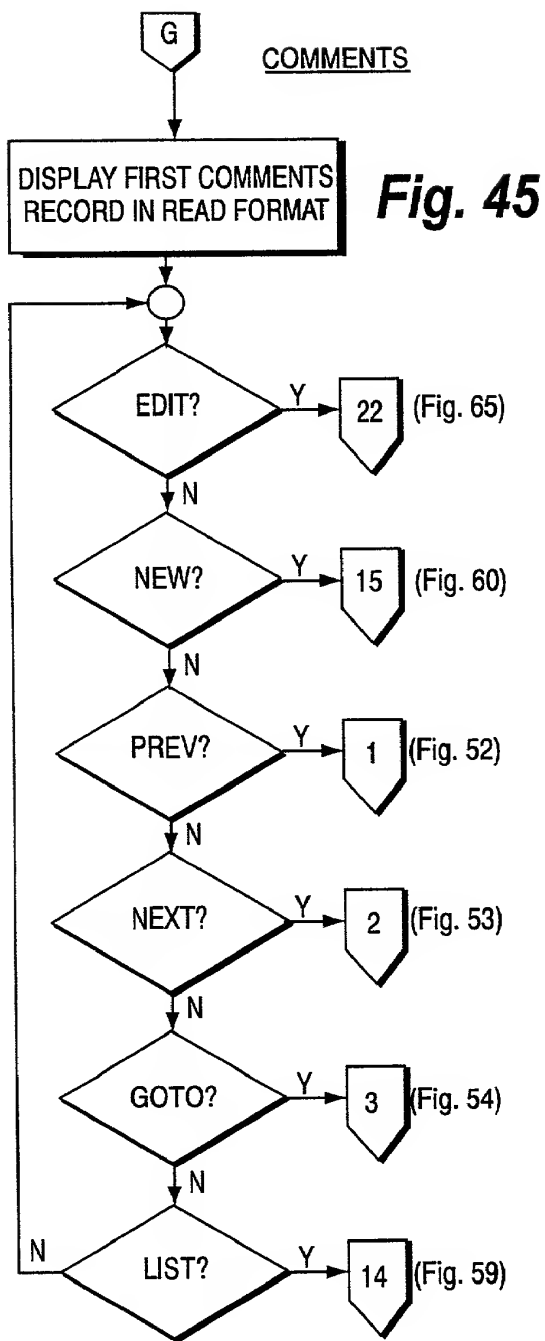 G
COMMENTS
DISPLAY FIRST COMMENTS
RECORD IN READ FORMAT
Fig. 45
EDIT?
Y
22
(Fig. 65)
N
NEW?
Y
15
(Fig. 60)
N
PREV?
Y
1
(Fig. 52)
N
NEXT?
Y
2
(Fig. 53)
N
GOTO?
Y
3
(Fig. 54)
N
N
LIST?
Y
14
(Fig. 59)